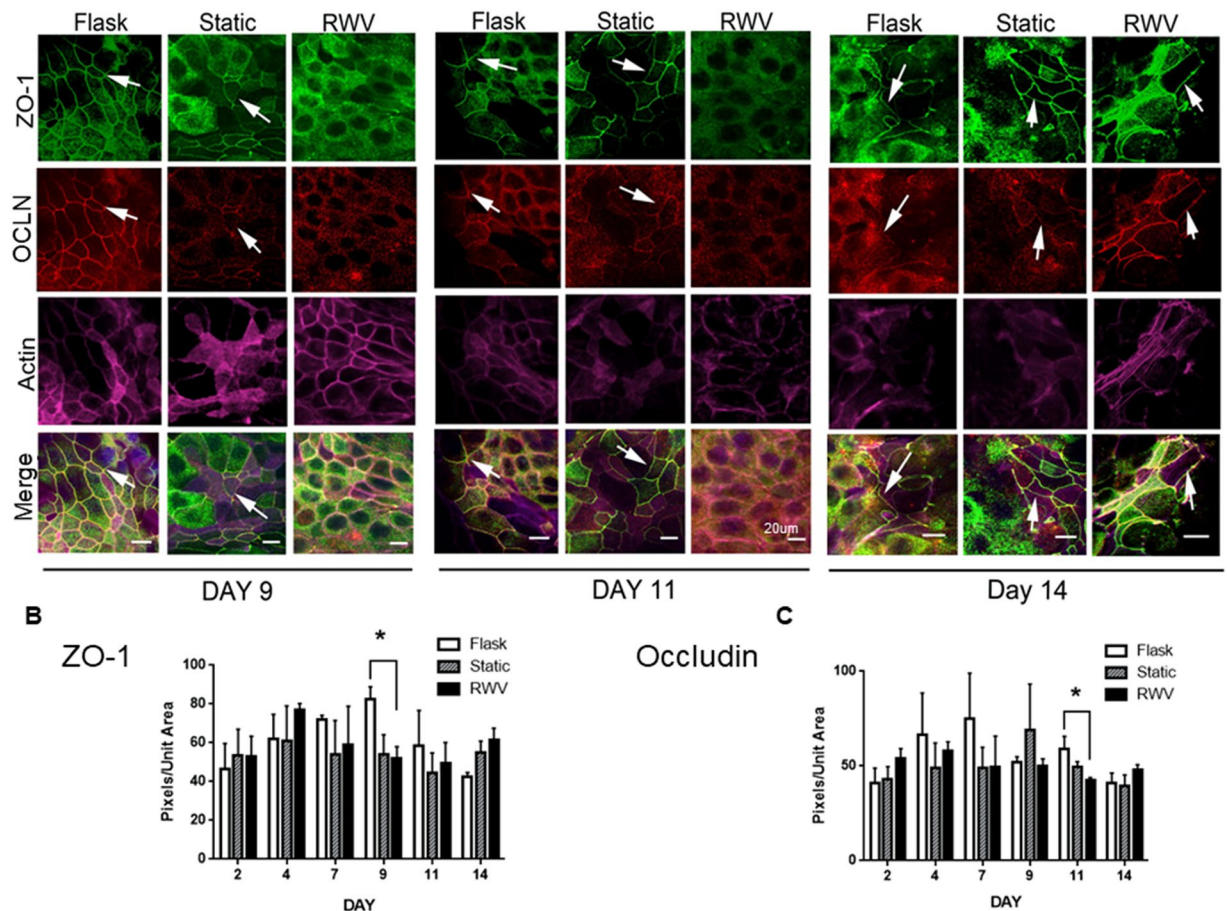 Flask Static RWV Flask Static RWV Flask Static RWV
ZO-1
OCLN
Actin
Merge
20um
DAY 9 DAY 11 Day 14
B
ZO-1
*
Flask
Static
RWV
Pixels/Unit Area
100
80
60
40
20
0
2 4 7 9 11 14
DAY
C
Occludin
*
Flask
Static
RWV
Pixels/Unit Area
100
50
0
2 4 7 9 11 14
DAY